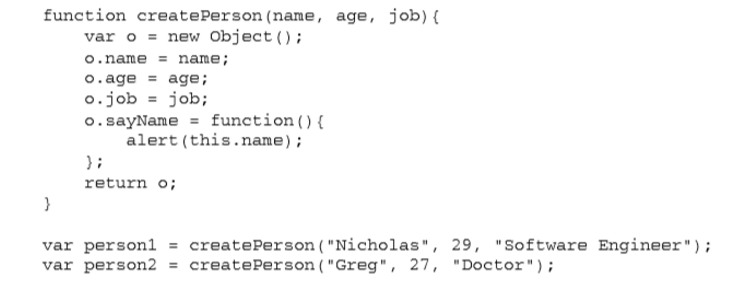 function createPerson(name, age, job){
    var o = new Object();
    o.name = name;
    o.age = age;
    o.job = job;
    o.sayName = function(){
        alert(this.name);
    };
    return o;
}
var person1 = createPerson("Nicholas", 29, "Software Engineer");
var person2 = createPerson("Greg", 27, "Doctor");